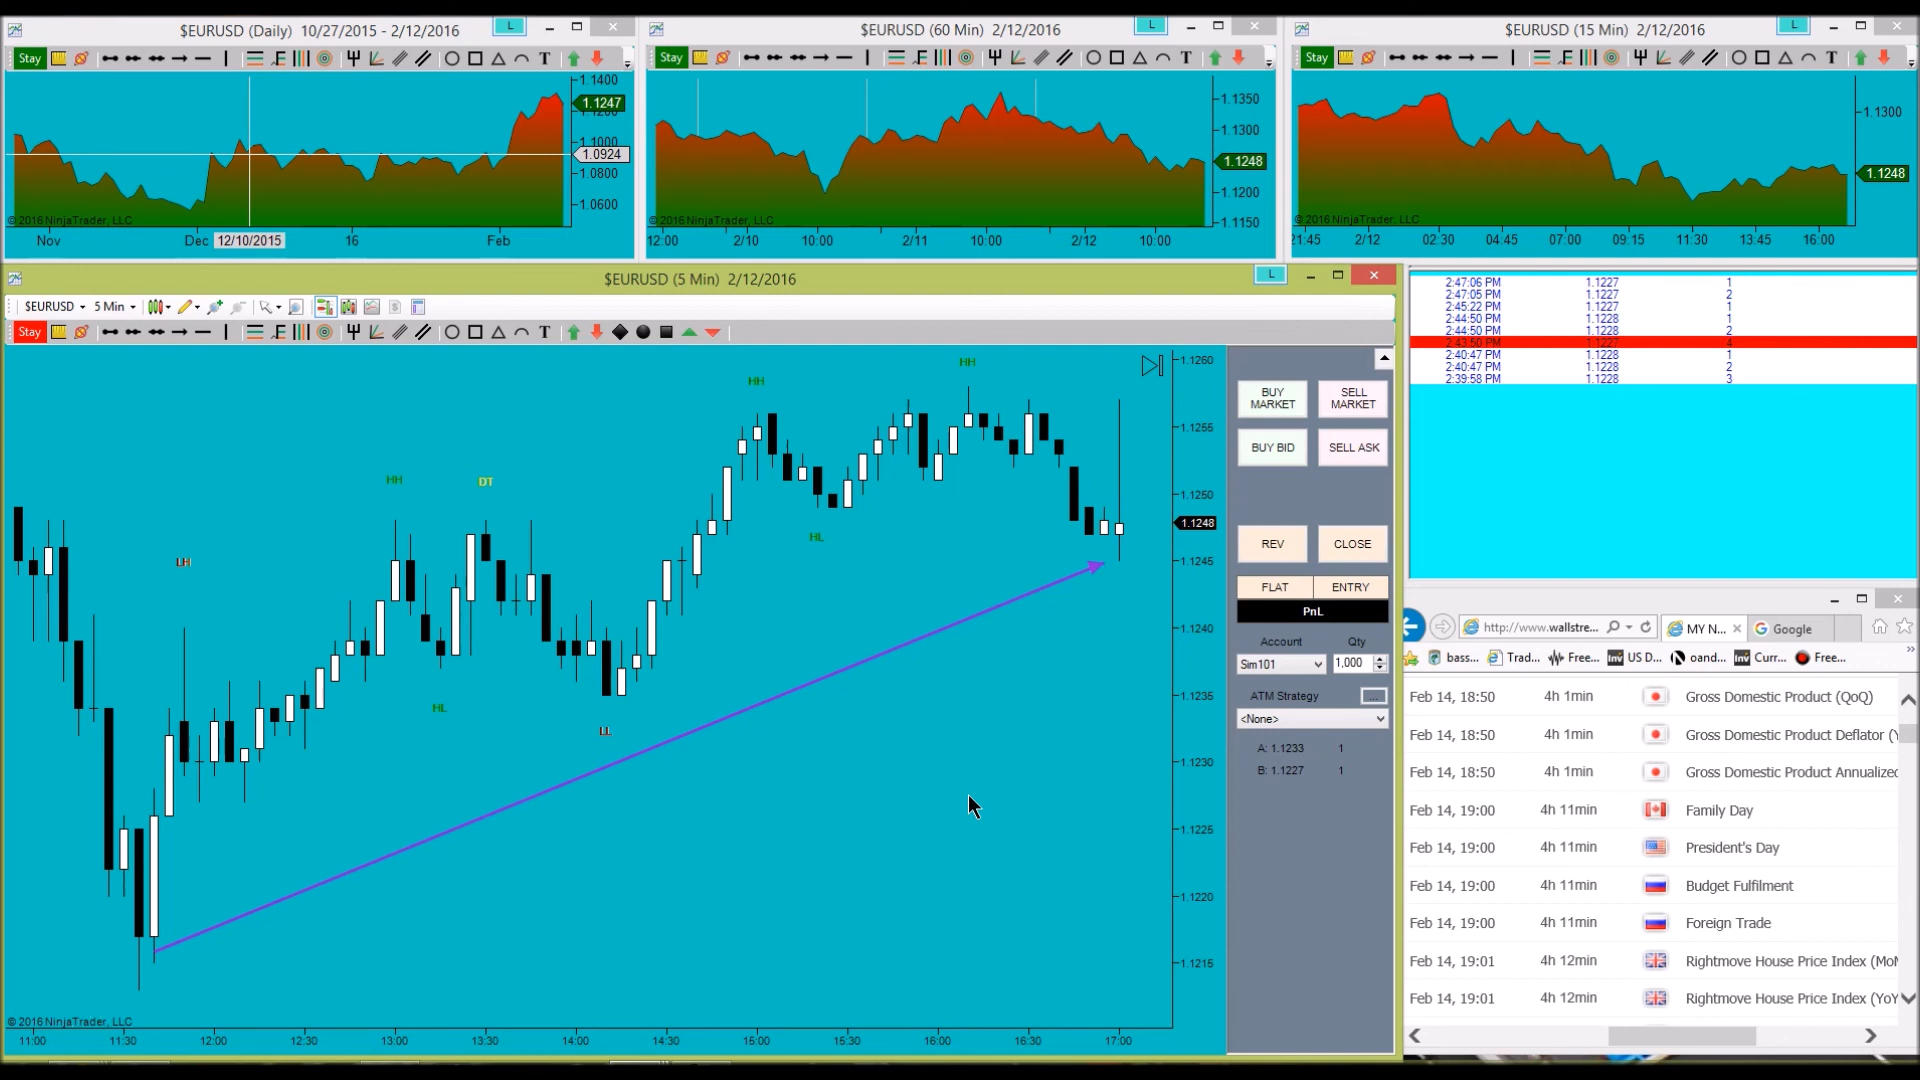 $EURUSD (Daily) 10/27/2015 - 2/12/2016
L
Stay
T
1.1400
1.1247
1.1200
1.1000
1.0924
1.0800
1.0600
© 2016 NinjaTrader, LLC
Nov Dec 12/10/2015 16 Feb
$EURUSD (60 Min) 2/12/2016
L
Stay
T
1.1350
1.1300
1.1248
1.1200
1.1150
© 2016 NinjaTrader, LLC
12:00 2/10 10:00 2/11 10:00 2/12 10:00
$EURUSD (15 Min) 2/12/2016
L
Stay
T
1.1300
1.1248
© 2016 NinjaTrader, LLC
21:45 2/12 02:30 04:45 07:00 09:15 11:30 13:45 16:00
$EURUSD (5 Min) 2/12/2016
L
$EURUSD 5 Min
Stay
T
HH
HH
HH
DT
HL
LH
HL
LL
1.1260
1.1255
1.1250
1.1248
1.1245
1.1240
1.1235
1.1230
1.1225
1.1220
1.1215
© 2016 NinjaTrader, LLC
11:00 11:30 12:00 12:30 13:00 13:30 14:00 14:30 15:00 15:30 16:00 16:30 17:00
BUY MARKET
SELL MARKET
BUY BID
SELL ASK
REV
CLOSE
FLAT
ENTRY
PnL
Account Qty
Sim101 1,000
ATM Strategy ...
<None>
A: 1.1233 1
B: 1.1227 1
2:47:06 PM 1.1227 1
2:47:05 PM 1.1227 2
2:45:22 PM 1.1227 1
2:44:50 PM 1.1228 1
2:44:50 PM 1.1228 2
2:43:50 PM 1.1227 4
2:40:47 PM 1.1228 1
2:40:47 PM 1.1228 2
2:39:58 PM 1.1228 3
http://www.wallstre... MY N... Google
bass... Trad... Free... US D... oand... Curr... Free...
Feb 14, 18:50 4h 1min Gross Domestic Product (QoQ)
Feb 14, 18:50 4h 1min Gross Domestic Product Deflator (Y
Feb 14, 18:50 4h 1min Gross Domestic Product Annualized
Feb 14, 19:00 4h 11min Family Day
Feb 14, 19:00 4h 11min President's Day
Feb 14, 19:00 4h 11min Budget Fulfilment
Feb 14, 19:00 4h 11min Foreign Trade
Feb 14, 19:01 4h 12min Rightmove House Price Index (MoM
Feb 14, 19:01 4h 12min Rightmove House Price Index (YoY